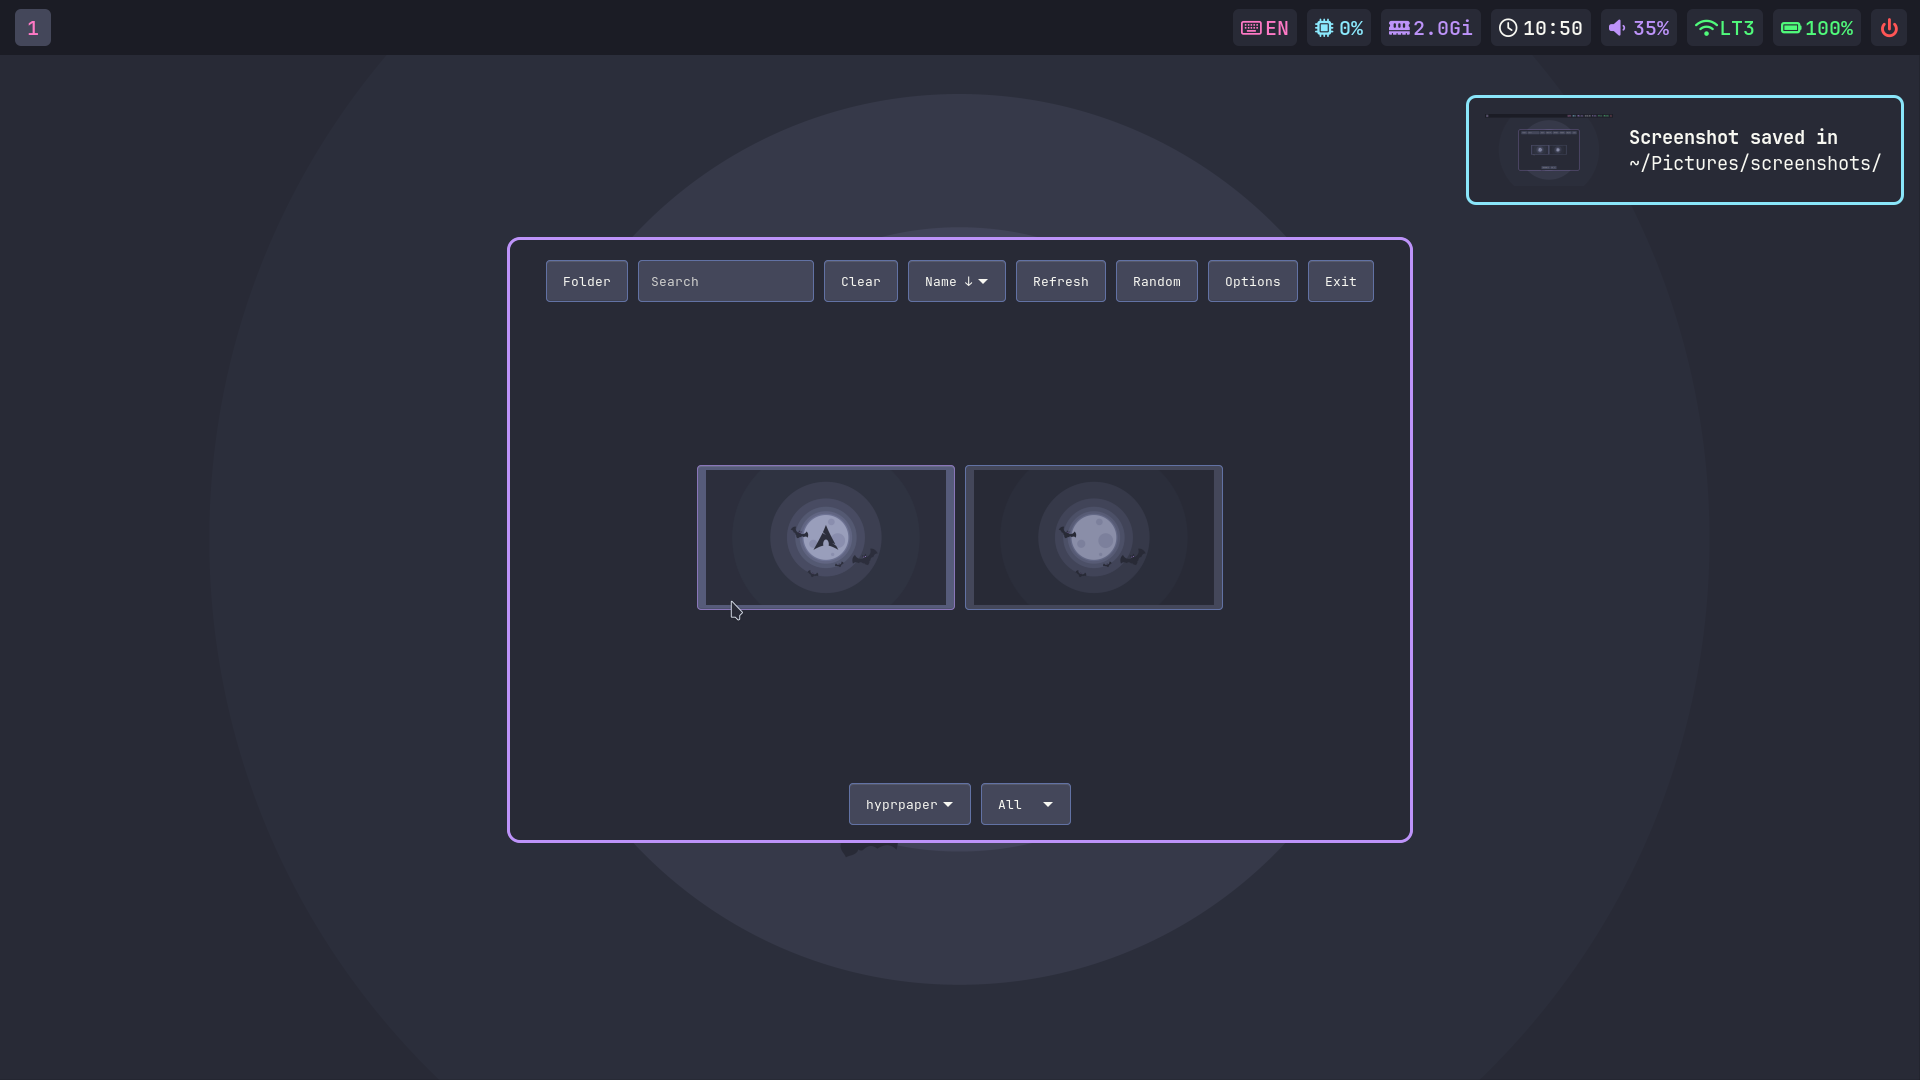 1 EN 0% 2.0Gi 10:50 35% LT3 100%
Screenshot saved in
~/Pictures/screenshots/
Folder Search Clear Name ↓ Refresh Random Options Exit
hyprpaper All